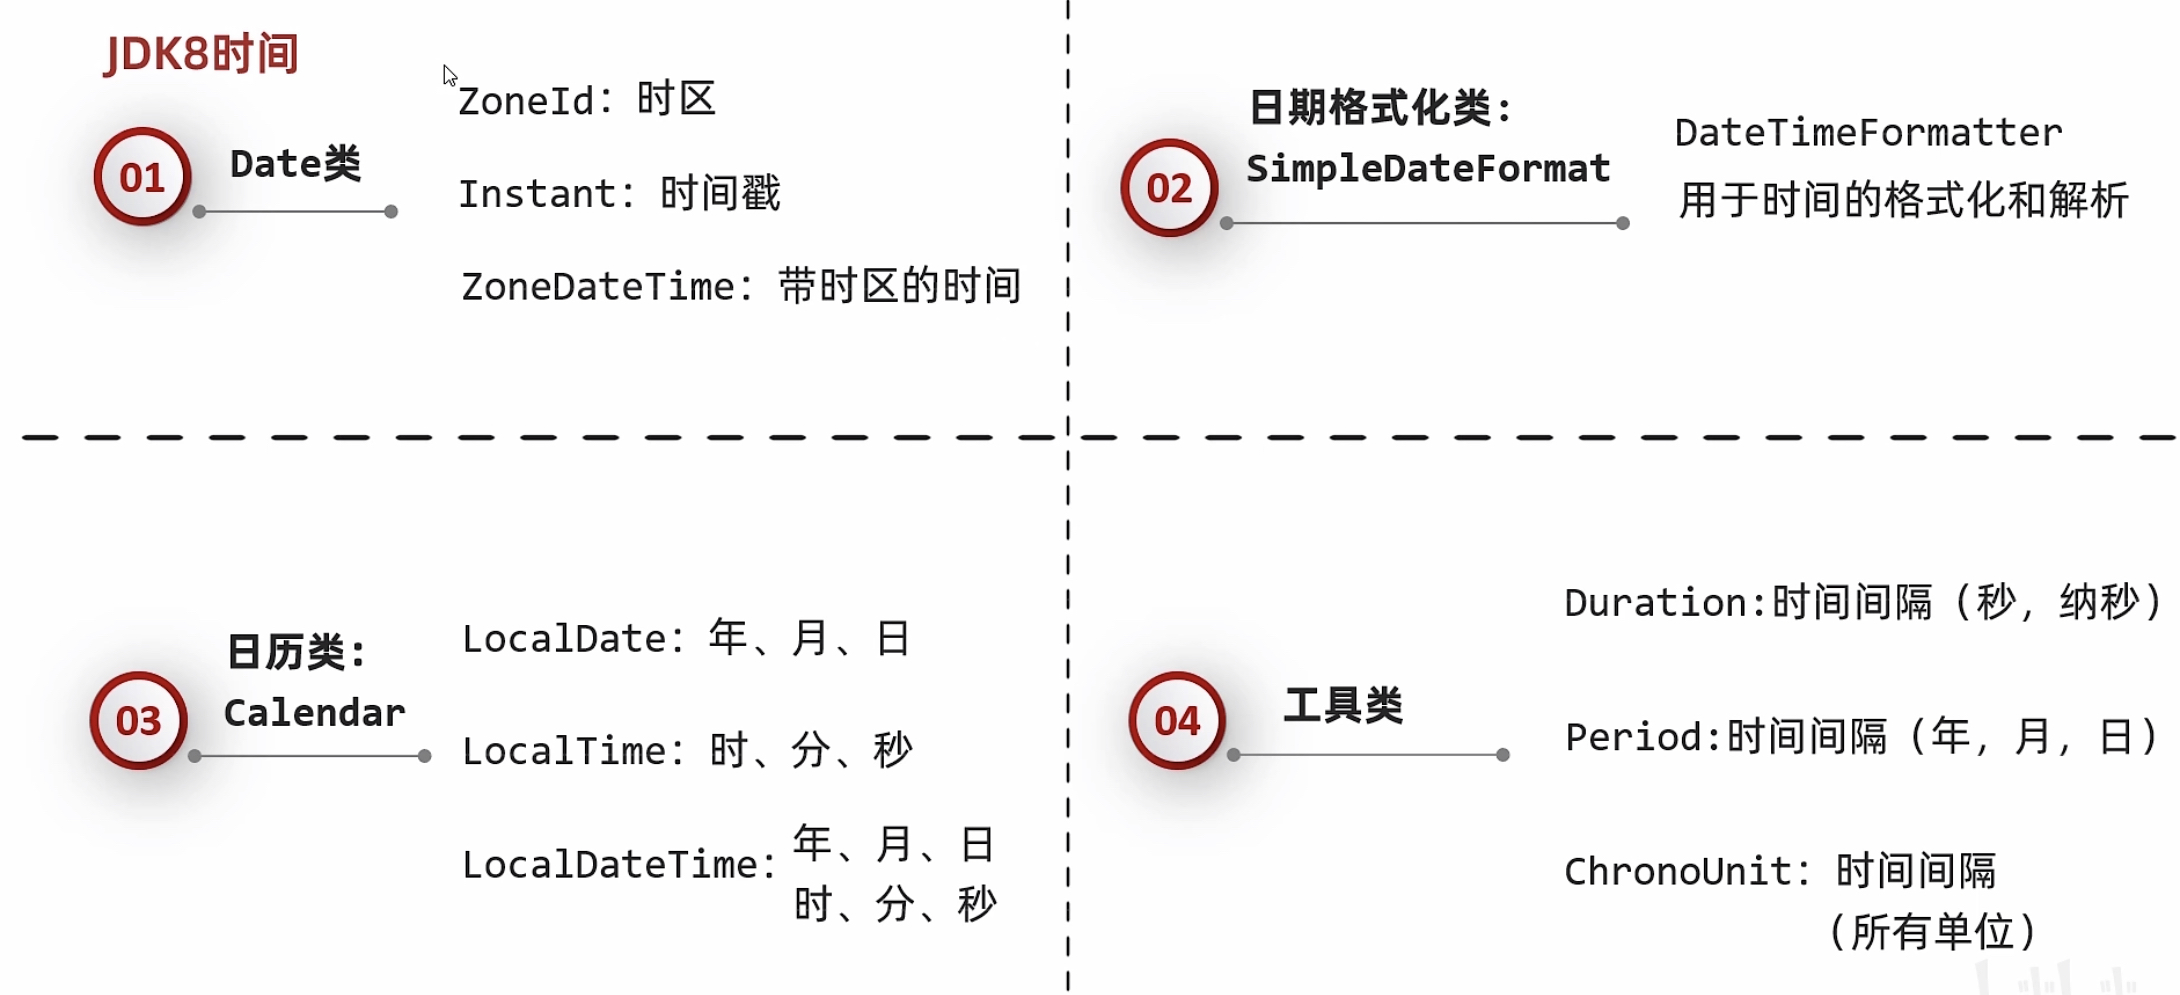 JDK8时间
01
Date类
ZoneId：时区
Instant：时间戳
ZoneDateTime：带时区的时间
02
日期格式化类：
SimpleDateFormat
DateTimeFormatter
用于时间的格式化和解析
03
日历类：
Calendar
LocalDate：年、月、日
LocalTime：时、分、秒
LocalDateTime：
年、月、日
时、分、秒
04
工具类
Duration:时间间隔（秒，纳秒）
Period:时间间隔（年，月，日）
ChronoUnit：时间间隔
（所有单位）